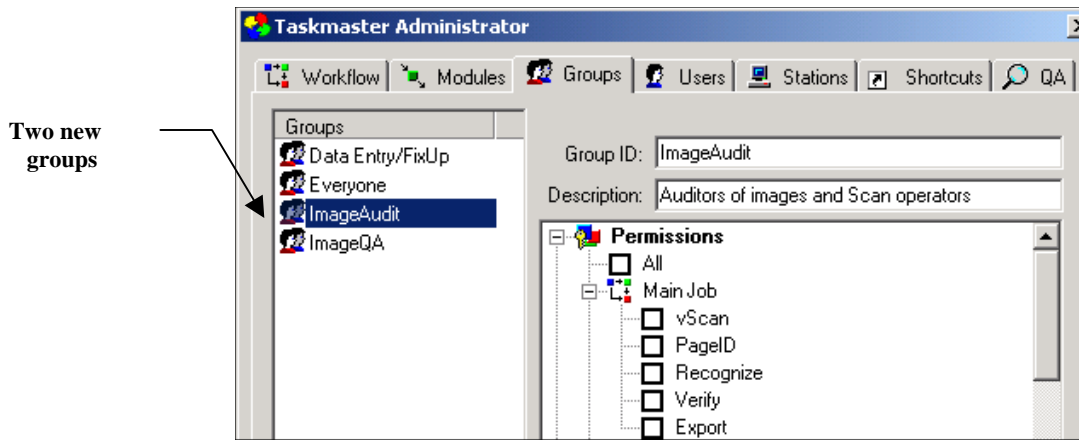 Taskmaster Administrator
Workflow Modules Groups Users Stations Shortcuts QA
Two new
groups
Groups
Data Entry/FixUp
Everyone
ImageAudit
ImageQA
Group ID: ImageAudit
Description: Auditors of images and Scan operators
Permissions
All
Main Job
vScan
PageID
Recognize
Verify
Export